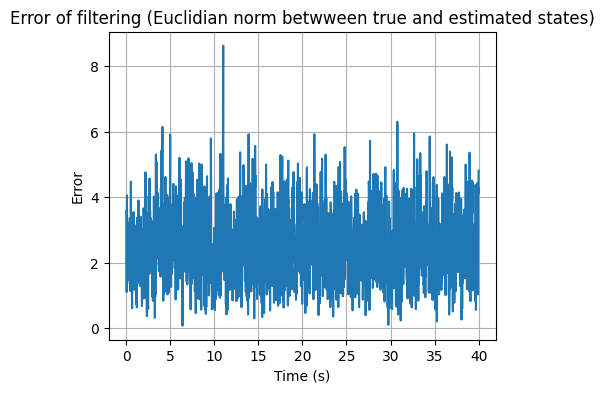 Error of filtering (Euclidian norm betwween true and estimated states)
8
6
4
2
0
Error
0 5 10 15 20 25 30 35 40
Time (s)